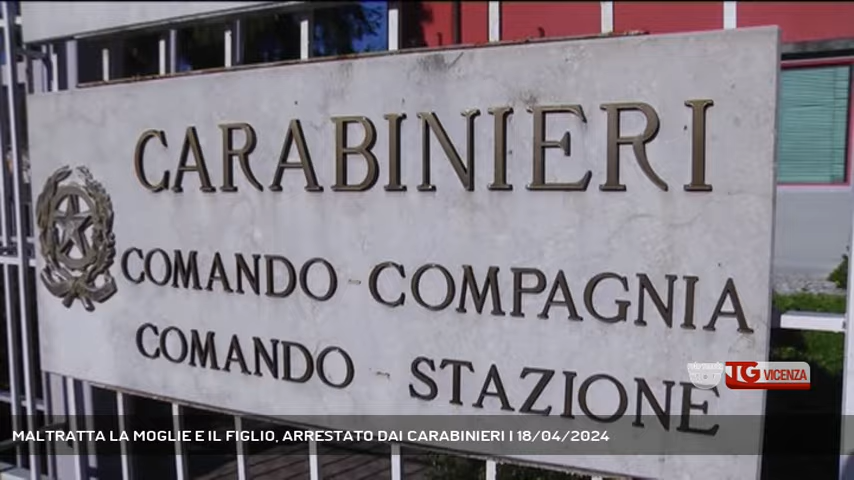 CARABINIERI
COMANDO - COMPAGNIA
COMANDO - STAZIONE
TG VICENZA
MALTRATTA LA MOGLIE E IL FIGLIO, ARRESTATO DAI CARABINIERI | 18/04/2024